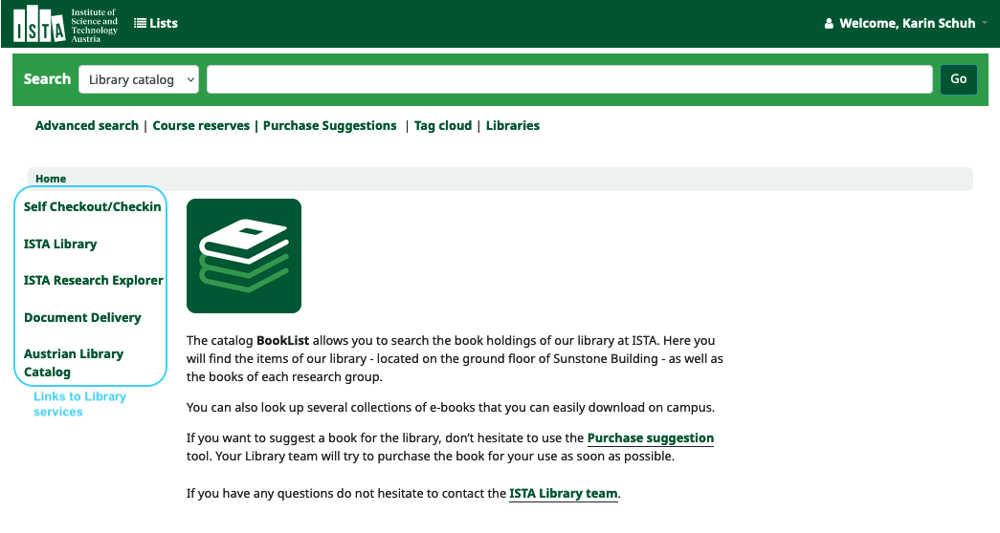 ISTA
Institute of
Science and
Technology
Austria
Lists
Welcome, Karin Schuh
Search
Library catalog
Go
Advanced search | Course reserves | Purchase Suggestions | Tag cloud | Libraries
Home
Self Checkout/Checkin
ISTA Library
ISTA Research Explorer
Document Delivery
Austrian Library
Catalog
Links to Library
services
The catalog BookList allows you to search the book holdings of our library at ISTA. Here you
will find the items of our library - located on the ground floor of Sunstone Building - as well as
the books of each research group.
You can also look up several collections of e-books that you can easily download on campus.
If you want to suggest a book for the library, don't hesitate to use the Purchase suggestion
tool. Your Library team will try to purchase the book for your use as soon as possible.
If you have any questions do not hesitate to contact the ISTA Library team.